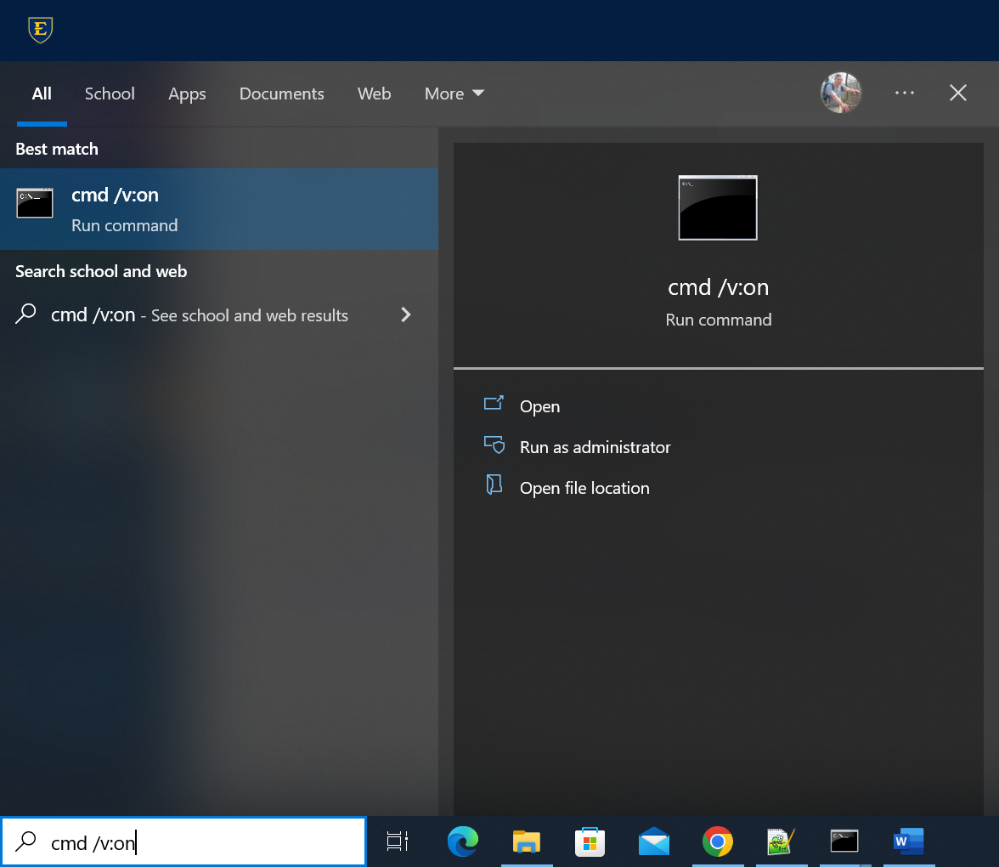 E
All School Apps Documents Web More
Best match
cmd /v:on
Run command
Search school and web
cmd /v:on - See school and web results
C:\_
cmd /v:on
Run command
Open
Run as administrator
Open file location
cmd /v:on
W